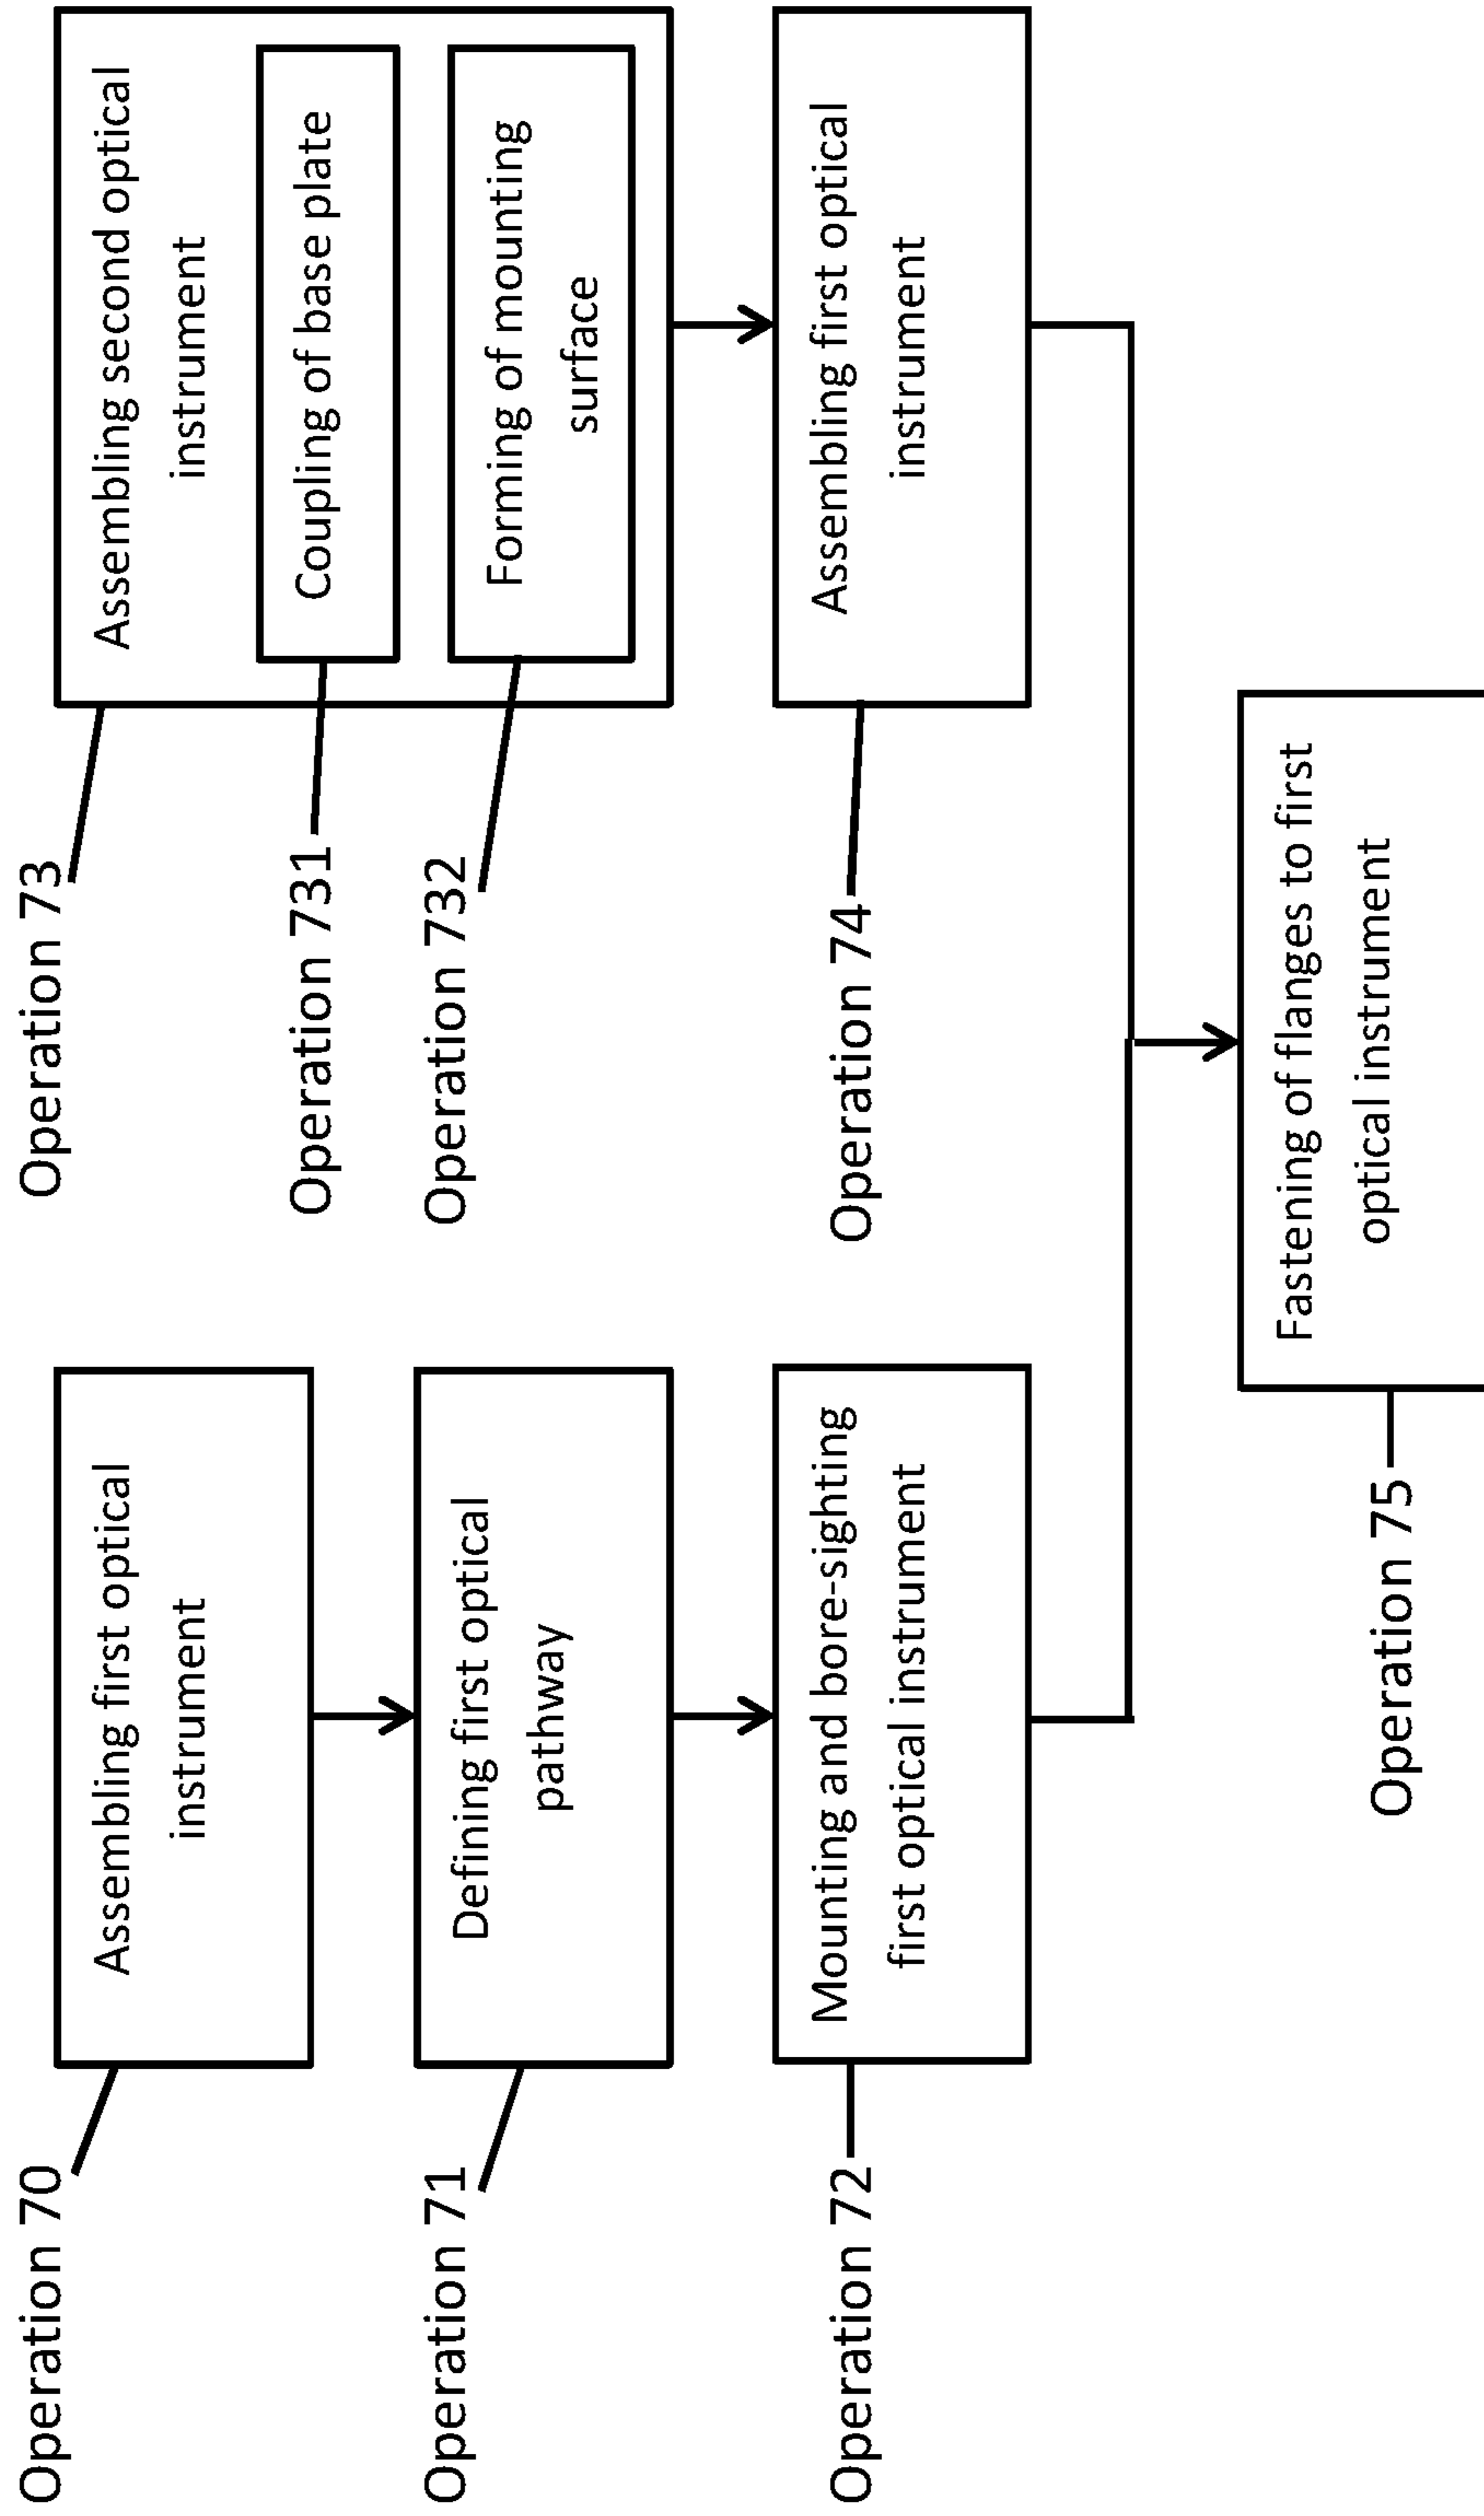 Operation 70
Assembling first optical
instrument
Operation 71
Defining first optical
pathway
Operation 72
Mounting and bore-sighting
first optical instrument
Operation 73
Assembling second optical
instrument
Operation 731
Coupling of base plate
Operation 732
Forming of mounting
surface
Operation 74
Assembling first optical
instrument
Operation 75
Fastening of flanges to first
optical instrument